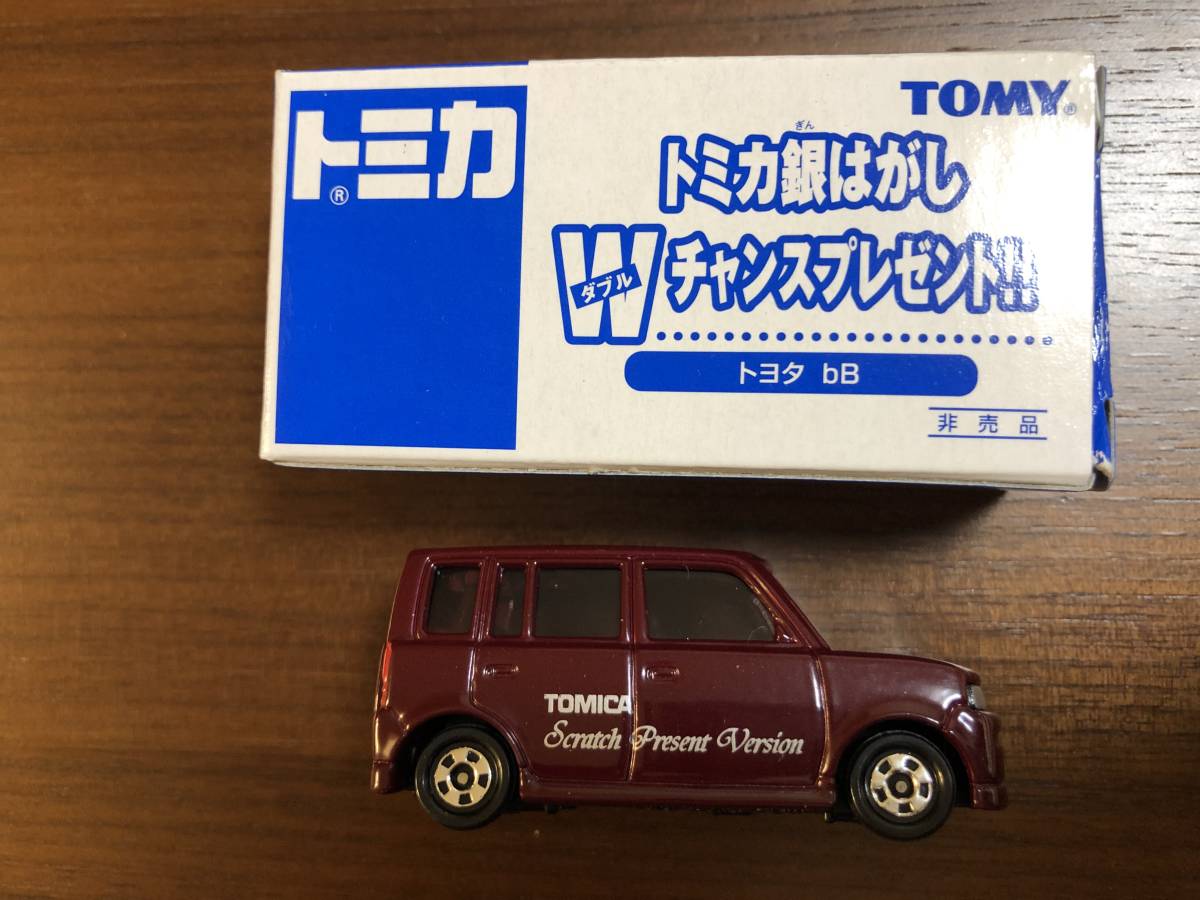 トミカ®
TOMY®
ぎん
トミカ銀はがし
W
ダブル
チャンスプレゼント!!!
トヨタ bB
非売品
TOMICA
Scratch Present Version